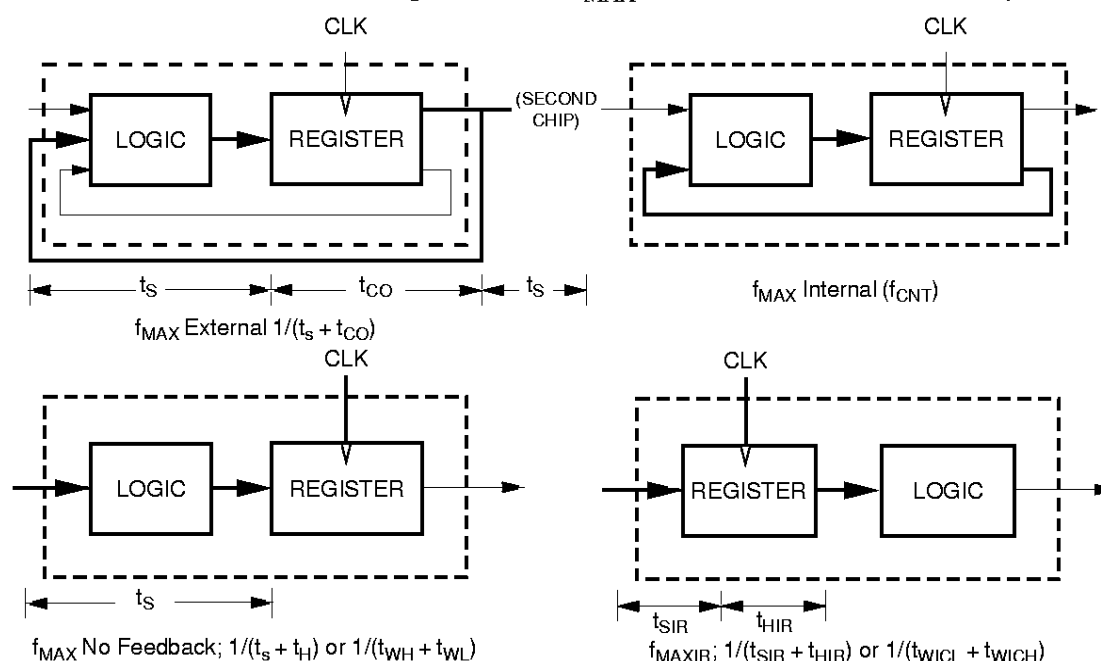 MAX
CLK
LOGIC
REGISTER
(SECOND
CHIP)
tS
tCO
tS
fMAX External 1/(ts + tCO)
CLK
LOGIC
REGISTER
fMAX Internal (fCNT)
CLK
LOGIC
REGISTER
tS
fMAX No Feedback; 1/(ts + tH) or 1/(tWH + tWL)
CLK
REGISTER
LOGIC
tSIR
tHIR
fMAXIR; 1/(tSIR + tHIR) or 1/(tWICL + tWICH)